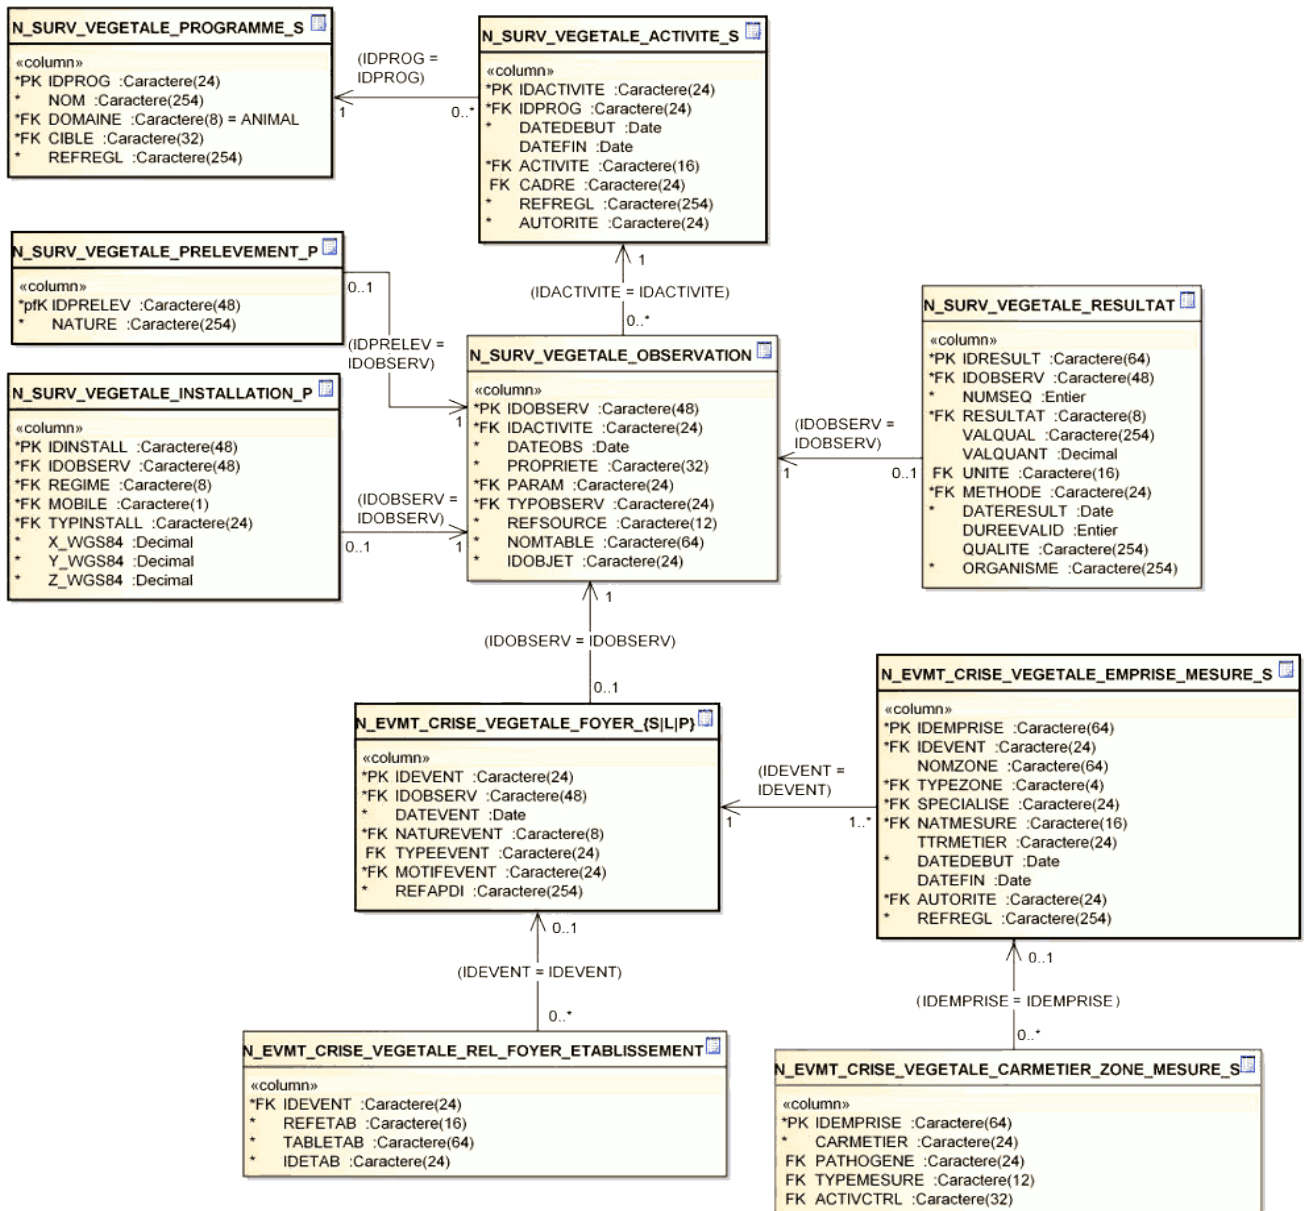 N_SURV_VEGETALE_PROGRAMME_S
«column»
*PK IDPROG :Caractere(24)
* NOM :Caractere(254)
*FK DOMAINE :Caractere(8) = ANIMAL
*FK CIBLE :Caractere(32)
* REFREGL :Caractere(254)
(IDPROG =
IDPROG)
1
0..*
N_SURV_VEGETALE_ACTIVITE_S
«column»
*PK IDACTIVITE :Caractere(24)
*FK IDPROG :Caractere(24)
* DATEDEBUT :Date
DATEFIN :Date
*FK ACTIVITE :Caractere(16)
FK CADRE :Caractere(24)
* REFREGL :Caractere(254)
* AUTORITE :Caractere(24)
1
(IDACTIVITE = IDACTIVITE)
0..*
N_SURV_VEGETALE_PRELEVEMENT_P
«column»
*pfK IDPRELEV :Caractere(48)
* NATURE :Caractere(254)
0..1
(IDPRELEV =
IDOBSERV)
1
N_SURV_VEGETALE_INSTALLATION_P
«column»
*PK IDINSTALL :Caractere(48)
*FK IDOBSERV :Caractere(48)
*FK REGIME :Caractere(8)
*FK MOBILE :Caractere(1)
*FK TYPINSTALL :Caractere(24)
* X_WGS84 :Decimal
* Y_WGS84 :Decimal
* Z_WGS84 :Decimal
(IDOBSERV =
IDOBSERV)
0..1
1
N_SURV_VEGETALE_OBSERVATION
«column»
*PK IDOBSERV :Caractere(48)
*FK IDACTIVITE :Caractere(24)
* DATEOBS :Date
* PROPRIETE :Caractere(32)
*FK PARAM :Caractere(24)
*FK TYPOBSERV :Caractere(24)
* REFSOURCE :Caractere(12)
* NOMTABLE :Caractere(64)
* IDOBJET :Caractere(24)
(IDOBSERV =
IDOBSERV)
1
0..1
N_SURV_VEGETALE_RESULTAT
«column»
*PK IDRESULT :Caractere(64)
*FK IDOBSERV :Caractere(48)
* NUMSEQ :Entier
*FK RESULTAT :Caractere(8)
VALQUAL :Caractere(254)
VALQUANT :Decimal
FK UNITE :Caractere(16)
*FK METHODE :Caractere(24)
* DATERESULT :Date
DUREEVALID :Entier
QUALITE :Caractere(254)
* ORGANISME :Caractere(254)
1
(IDOBSERV = IDOBSERV)
0..1
N_EVMT_CRISE_VEGETALE_FOYER_{S|L|P}
«column»
*PK IDEVENT :Caractere(24)
*FK IDOBSERV :Caractere(48)
* DATEVENT :Date
*FK NATUREVENT :Caractere(8)
FK TYPEEVENT :Caractere(24)
*FK MOTIFEVENT :Caractere(24)
* REFAPDI :Caractere(254)
(IDEVENT =
IDEVENT)
1
1..*
N_EVMT_CRISE_VEGETALE_EMPRISE_MESURE_S
«column»
*PK IDEMPRISE :Caractere(64)
*FK IDEVENT :Caractere(24)
NOMZONE :Caractere(64)
*FK TYPEZONE :Caractere(4)
*FK SPECIALISE :Caractere(24)
*FK NATMESURE :Caractere(16)
TTRMETIER :Caractere(24)
* DATEDEBUT :Date
DATEFIN :Date
*FK AUTORITE :Caractere(24)
* REFREGL :Caractere(254)
0..1
(IDEVENT = IDEVENT)
0..*
0..1
(IDEMPRISE = IDEMPRISE)
0..*
N_EVMT_CRISE_VEGETALE_REL_FOYER_ETABLISSEMENT
«column»
*FK IDEVENT :Caractere(24)
* REFETAB :Caractere(16)
* TABLETAB :Caractere(64)
* IDETAB :Caractere(24)
N_EVMT_CRISE_VEGETALE_CARMETIER_ZONE_MESURE_S
«column»
*PK IDEMPRISE :Caractere(64)
* CARMETIER :Caractere(24)
FK PATHOGENE :Caractere(24)
FK TYPEMESURE :Caractere(12)
FK ACTIVCTRL :Caractere(32)